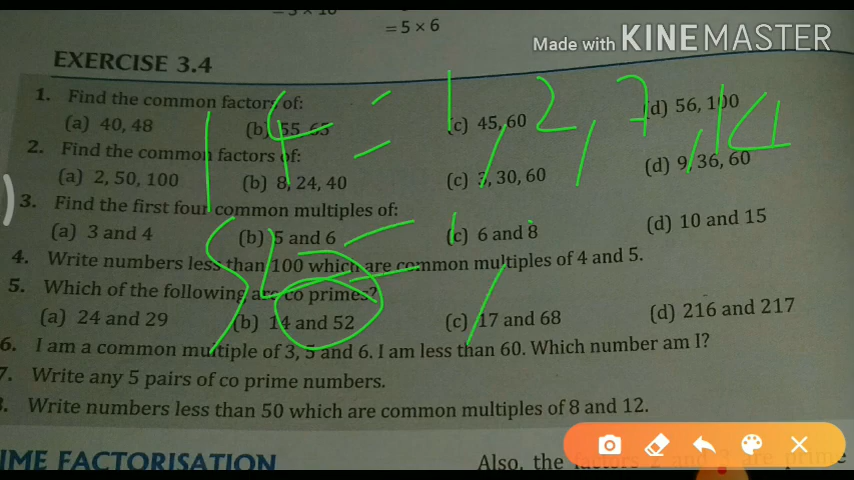 = 5 × 6
Made with KINEMASTER
EXERCISE 3.4
1. Find the common factors of:
(a) 40, 48 (b) 55, 65 (c) 45, 60 (d) 56, 100
2. Find the common factors of:
(a) 2, 50, 100 (b) 8, 24, 40 (c) 3, 30, 60 (d) 9, 36, 60
3. Find the first four common multiples of:
(a) 3 and 4 (b) 5 and 6 (c) 6 and 8 (d) 10 and 15
4. Write numbers less than 100 which are common multiples of 4 and 5.
5. Which of the following are co primes?
(a) 24 and 29 (b) 14 and 52 (c) 17 and 68 (d) 216 and 217
6. I am a common multiple of 3, 5 and 6. I am less than 60. Which number am I?
7. Write any 5 pairs of co prime numbers.
Write numbers less than 50 which are common multiples of 8 and 12.
IME FACTORISATION
Also, the factors
14 = 1, 2, 7, 14
52 = 1,